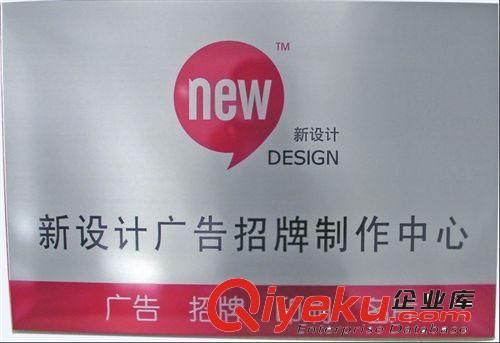 TM
new
新设计
DESIGN
新设计广告招牌制作中心
广告 招牌
Qiyeku 企业库
Enterprise Database